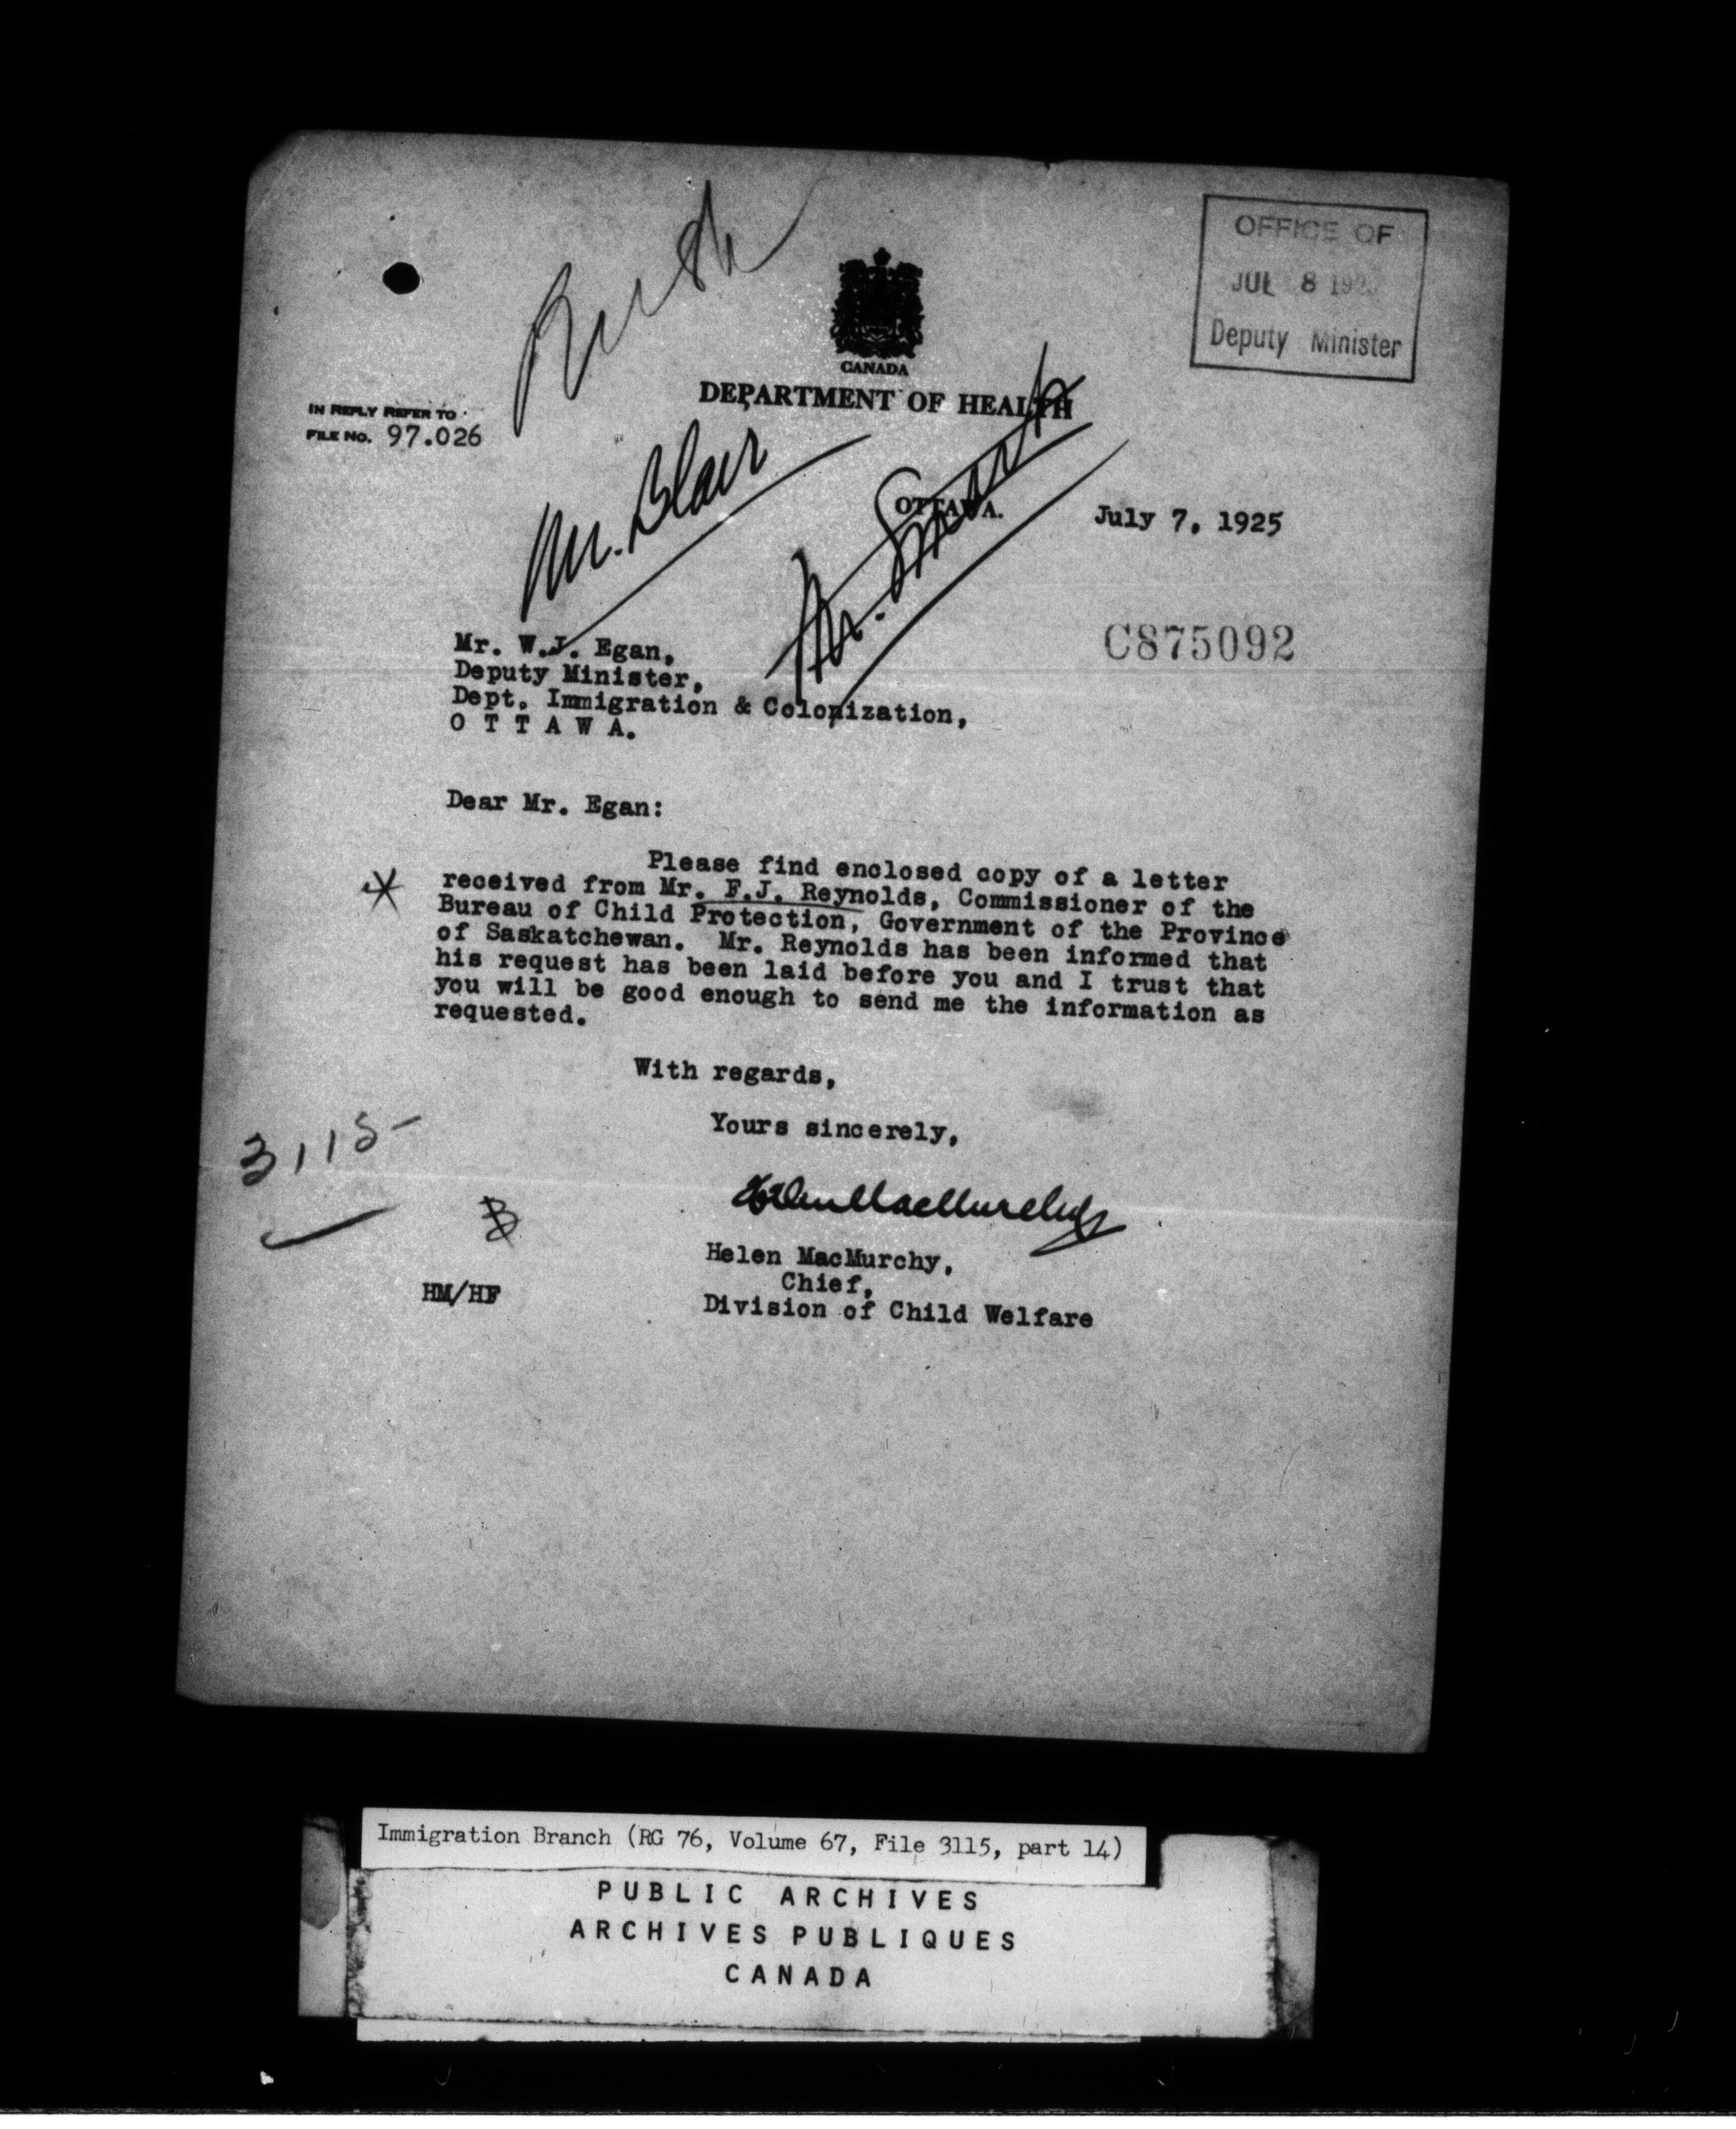 Rush
OFFICE OF
JUL 8 192
Deputy Minister
CANADA
DEPARTMENT OF HEALTH
IN REPLY REFER TO
FILE NO. 97.026
Mr. Blair
Mr. Smart
OTTAWA.
July 7, 1925
C875092
Mr. W.J. Egan,
Deputy Minister,
Dept. Immigration & Colonization,
O T T A W A.
Dear Mr. Egan:
Please find enclosed copy of a letter
received from Mr. F.J. Reynolds, Commissioner of the
Bureau of Child Protection, Government of the Province
of Saskatchewan. Mr. Reynolds has been informed that
his request has been laid before you and I trust that
you will be good enough to send me the information as
requested.
With regards,
Yours sincerely,
3115
B
Helen MacMurchy
Helen MacMurchy,
Chief,
Division of Child Welfare
HM/HF
Immigration Branch (RG 76, Volume 67, File 3115, part 14)
PUBLIC ARCHIVES
ARCHIVES PUBLIQUES
CANADA